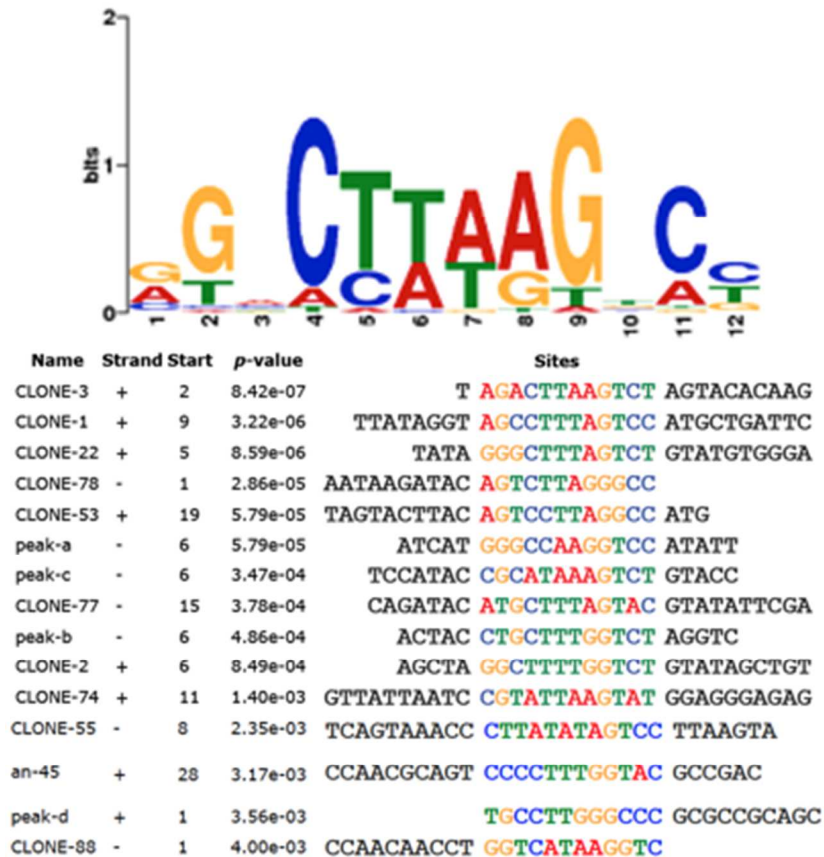 2
1
0
bits
G G C T T A A G C C
A T A C A T G T A T
1 2 3 4 5 6 7 8 9 10 11 12
Name Strand Start p-value Sites
CLONE-3 + 2 8.42e-07 T AGACTTAAGTCT AGTACACAAG
CLONE-1 + 9 3.22e-06 TTATAGGT AGCCTTTAGTCC ATGCTGATTC
CLONE-22 + 5 8.59e-06 TATA GGGCTTTAGTCT GTATGTGGGA
CLONE-78 - 1 2.86e-05 AATAAGATAC AGTCTTAGGGCC
CLONE-53 + 19 5.79e-05 TAGTACTTAC AGTCCTTAGGCC ATG
peak-a - 6 5.79e-05 ATCAT GGGCCAAGGTCC ATATT
peak-c - 6 3.47e-04 TCCATAC CGCATAAAGTCT GTACC
CLONE-77 - 15 3.78e-04 CAGATAC ATGCTTTAGTAC GTATATTCGA
peak-b - 6 4.86e-04 ACTAC CTGCTTTGGTCT AGGTC
CLONE-2 + 6 8.49e-04 AGCTA GGCTTTTGGTCT GTATAGCTGT
CLONE-74 + 11 1.40e-03 GTTATTAATC CGTATTAAGTAT GGAGGGAGAG
CLONE-55 - 8 2.35e-03 TCAGTAAACC CTTATATAGTCC TTAAGTA
an-45 + 28 3.17e-03 CCAACGCAGT CCCCTTTGGTAC GCCGAC
peak-d + 1 3.56e-03 TGCCTTGGGCCC GCGCCGCAGC
CLONE-88 - 1 4.00e-03 CCAACAACCT GGTCATAAGGTC